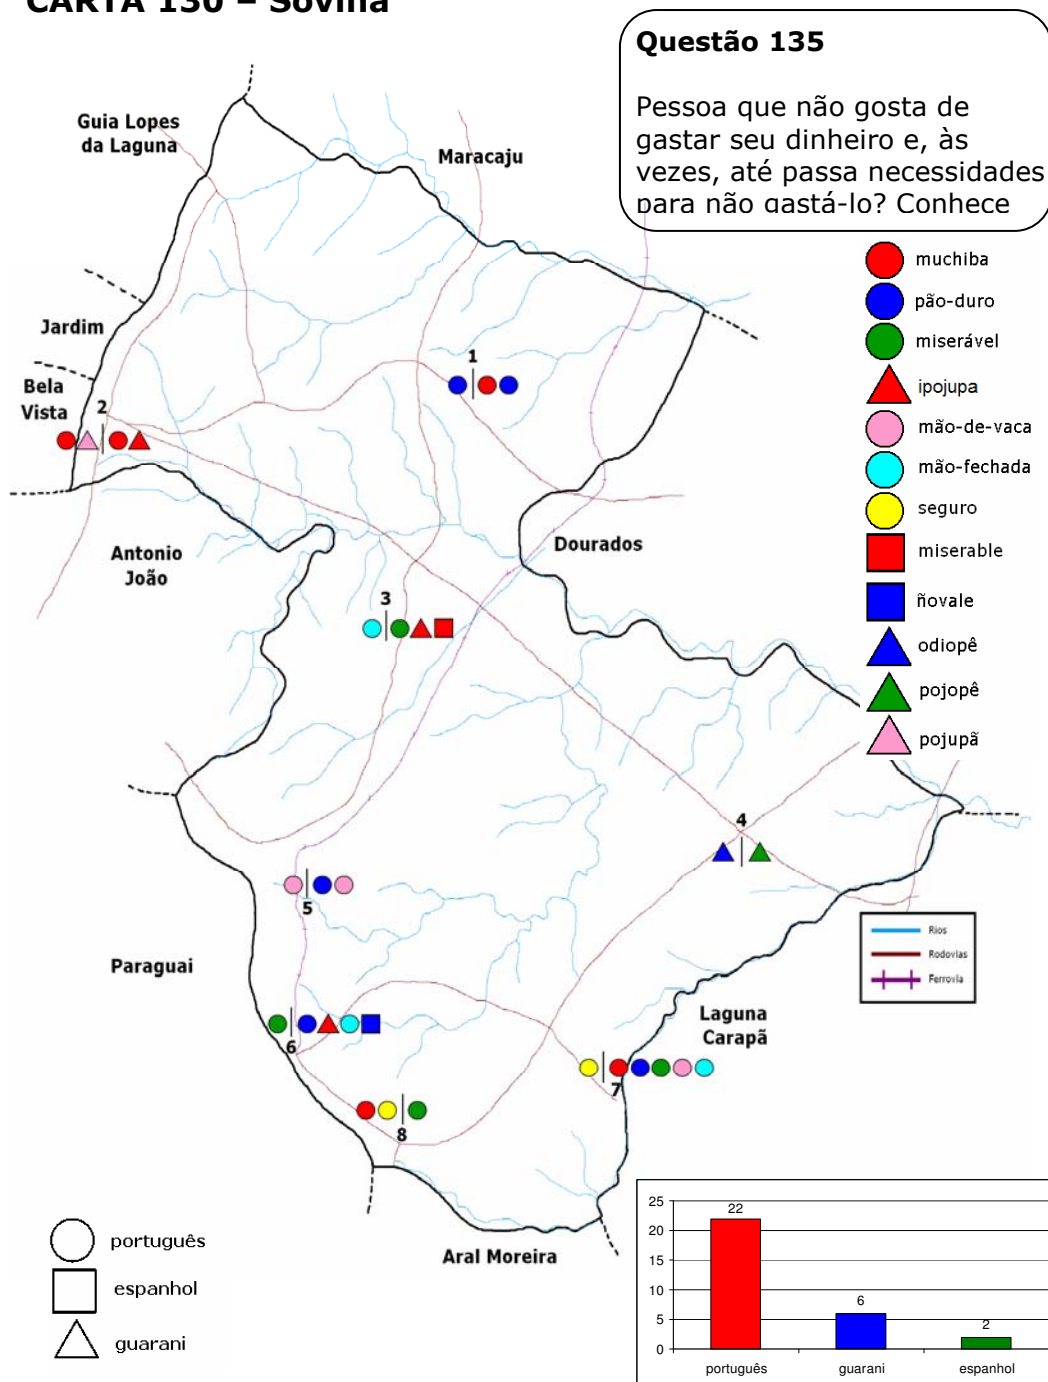 CARTA 130 – Sovina
Questão 135
Pessoa que não gosta de
gastar seu dinheiro e, às
vezes, até passa necessidades
para não gastá-lo? Conhece
Guia Lopes
da Laguna
Maracaju
Jardim
Bela
Vista
Antonio
João
Dourados
Paraguai
Laguna
Carapã
Aral Moreira
1
2
3
4
5
6
7
8
muchiba
pão-duro
miserável
ipojupa
mão-de-vaca
mão-fechada
seguro
miserable
ñovale
odiopê
pojopê
pojupã
Rios
Rodovias
Ferrovia
português
espanhol
guarani
25
20
15
10
5
0
22
6
2
português
guarani
espanhol